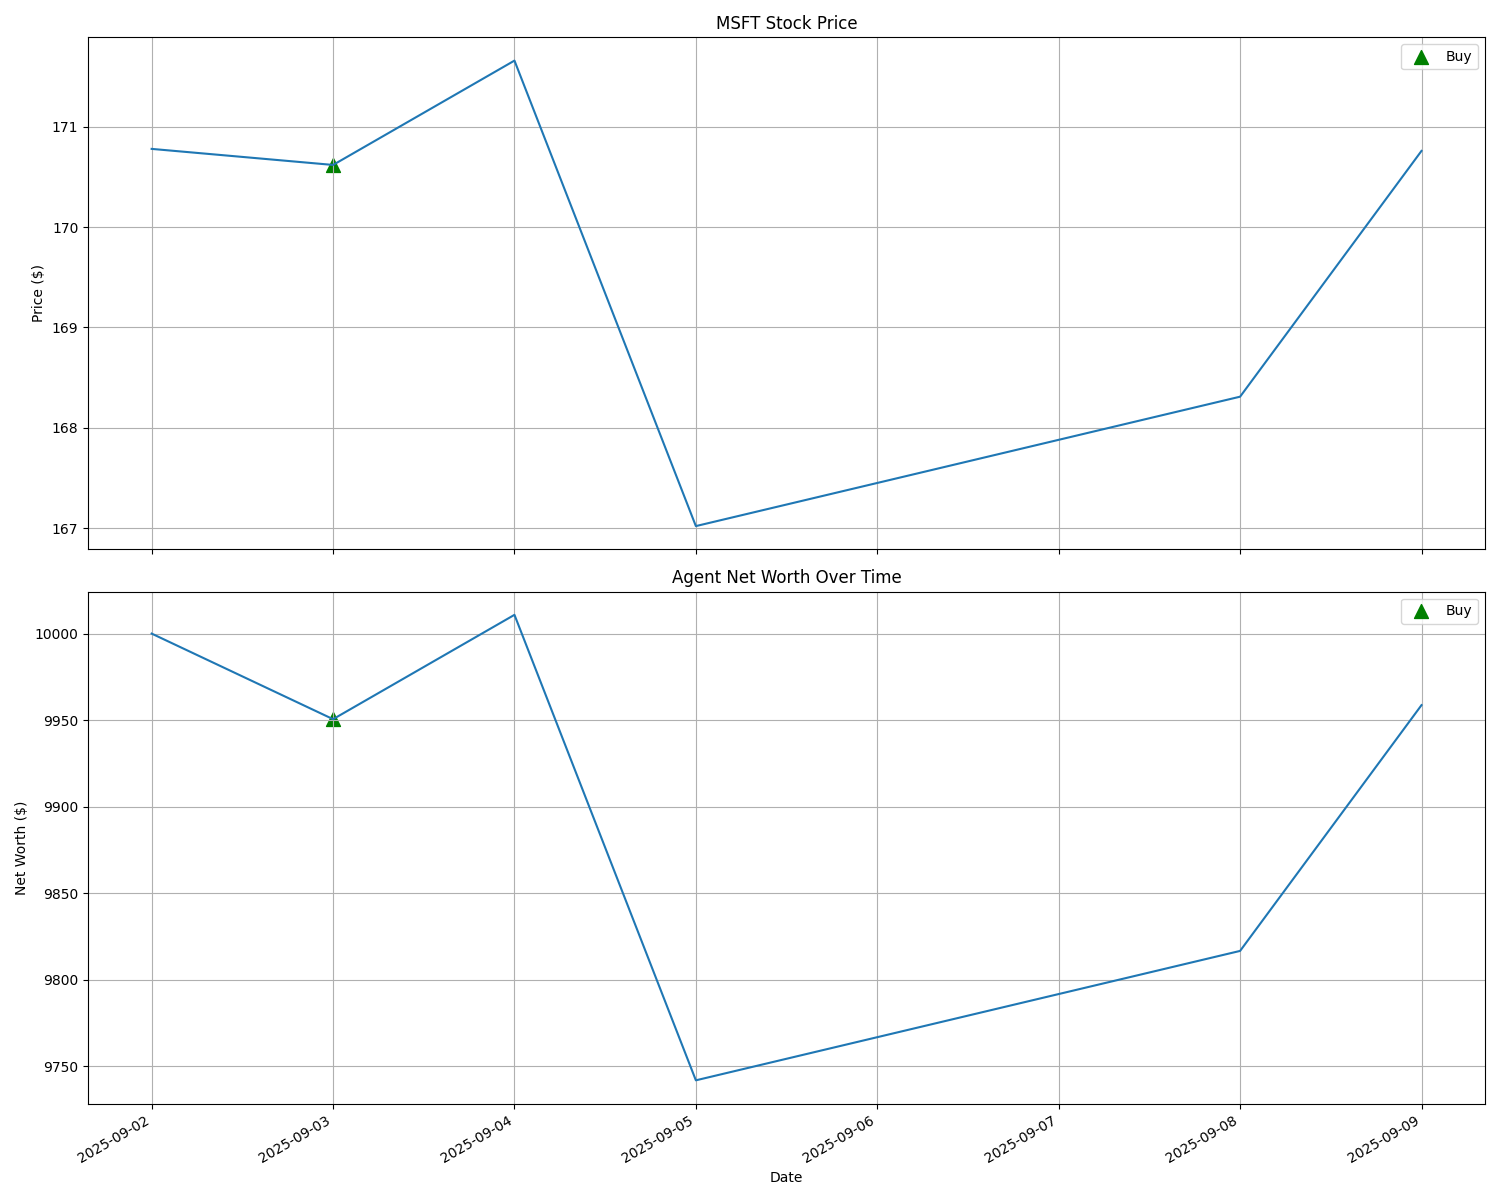 MSFT Stock Price
Buy
171
170
169
168
167
Price ($)
Agent Net Worth Over Time
Buy
10000
9950
9900
9850
9800
9750
Net Worth ($)
2025-09-02
2025-09-03
2025-09-04
2025-09-05
2025-09-06
2025-09-07
2025-09-08
2025-09-09
Date